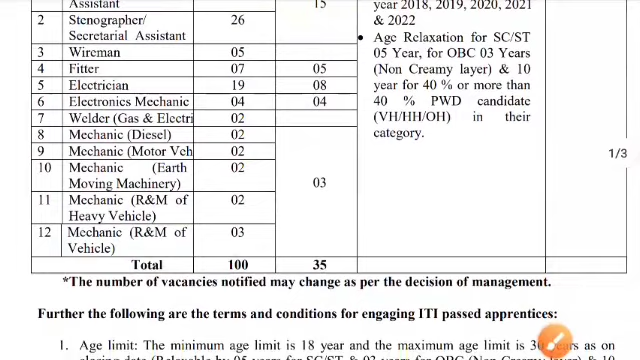 Assistant 15
2 Stenographer/ Secretarial Assistant 26
3 Wireman 05
4 Fitter 07 05
5 Electrician 19 08
6 Electronics Mechanic 04 04
7 Welder (Gas & Electri 02
8 Mechanic (Diesel) 02
9 Mechanic (Motor Veh 02
10 Mechanic (Earth Moving Machinery) 02
03
11 Mechanic (R&M of Heavy Vehicle) 02
12 Mechanic (R&M of Vehicle) 03
Total 100 35
year 2018, 2019, 2020, 2021
& 2022
• Age Relaxation for SC/ST
05 Year, for OBC 03 Years
(Non Creamy layer) & 10
year for 40 % or more than
40 % PWD candidate
(VH/HH/OH) in their
category.
1/3
*The number of vacancies notified may change as per the decision of management.
Further the following are the terms and conditions for engaging ITI passed apprentices:
1. Age limit: The minimum age limit is 18 year and the maximum age limit is as on